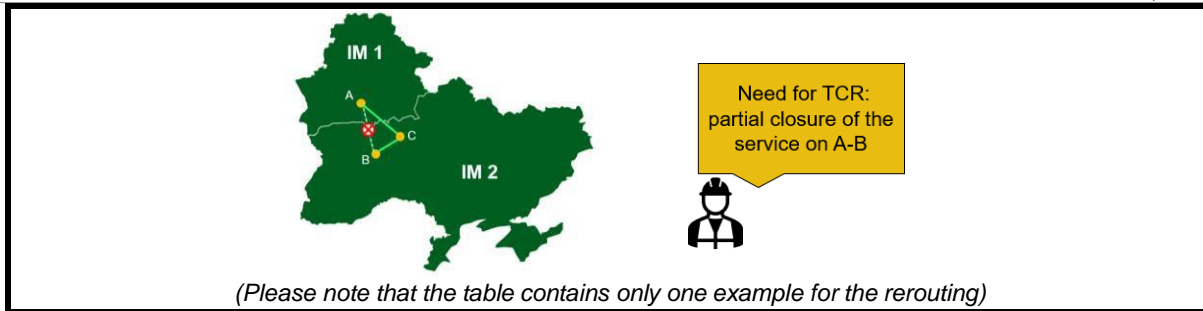 IM 1
A
C
B
IM 2
Need for TCR:
partial closure of the
service on A-B
(Please note that the table contains only one example for the rerouting)